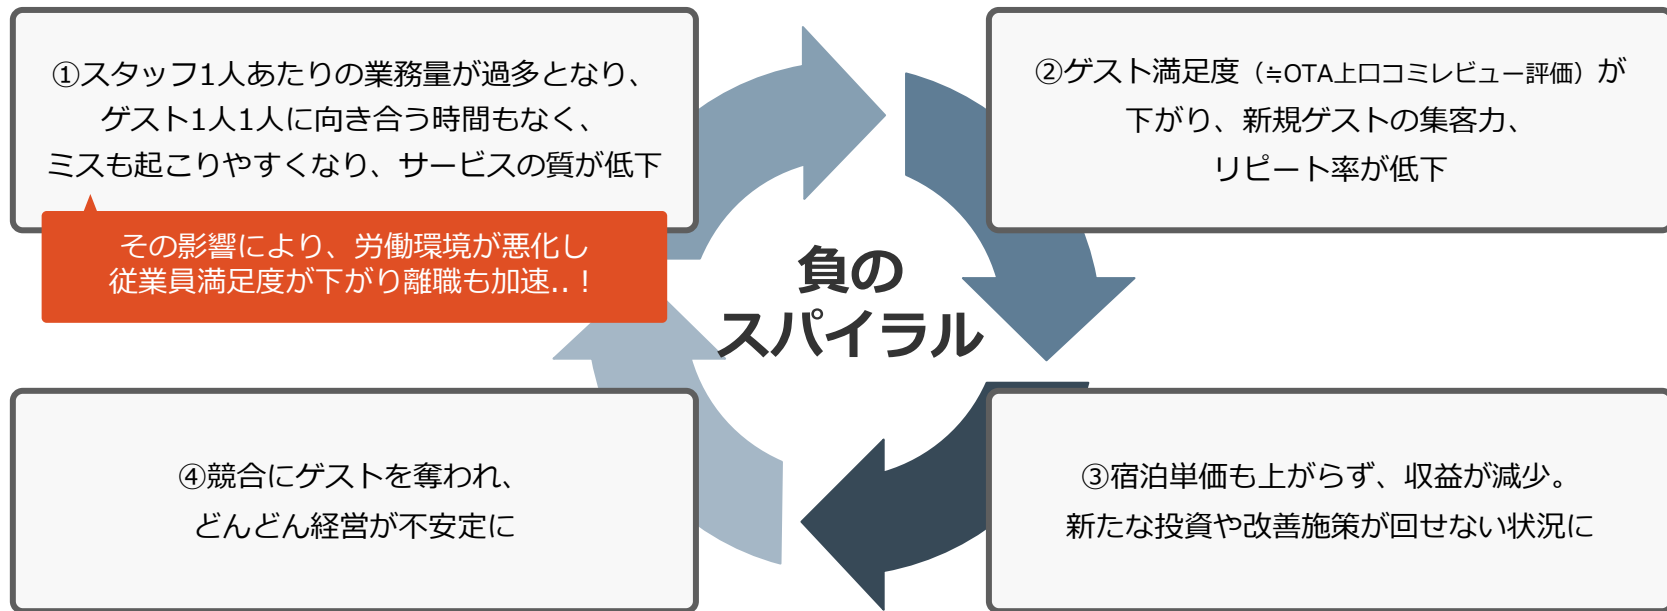 ①スタッフ1人あたりの業務量が過多となり、
ゲスト1人1人に向き合う時間もなく、
ミスも起こりやすくなり、サービスの質が低下
その影響により、労働環境が悪化し
従業員満足度が下がり離職も加速..！
②ゲスト満足度（≒OTA上口コミレビュー評価）が
下がり、新規ゲストの集客力、
リピート率が低下
負の
スパイラル
③宿泊単価も上がらず、収益が減少。
新たな投資や改善施策が回せない状況に
④競合にゲストを奪われ、
どんどん経営が不安定に